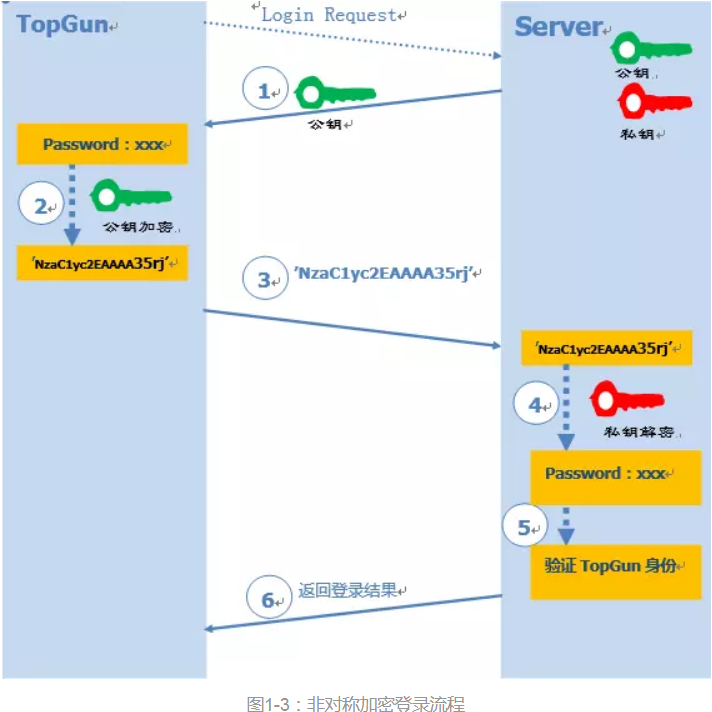 TopGun
Login Request
Server
公钥
1
公钥
私钥
Password：xxx
2
公钥加密
'NzaC1yc2EAAAA35rj'
3
'NzaC1yc2EAAAA35rj'
'NzaC1yc2EAAAA35rj'
4
私钥解密
Password：xxx
5
验证 TopGun 身份
6
返回登录结果
图1-3：非对称加密登录流程